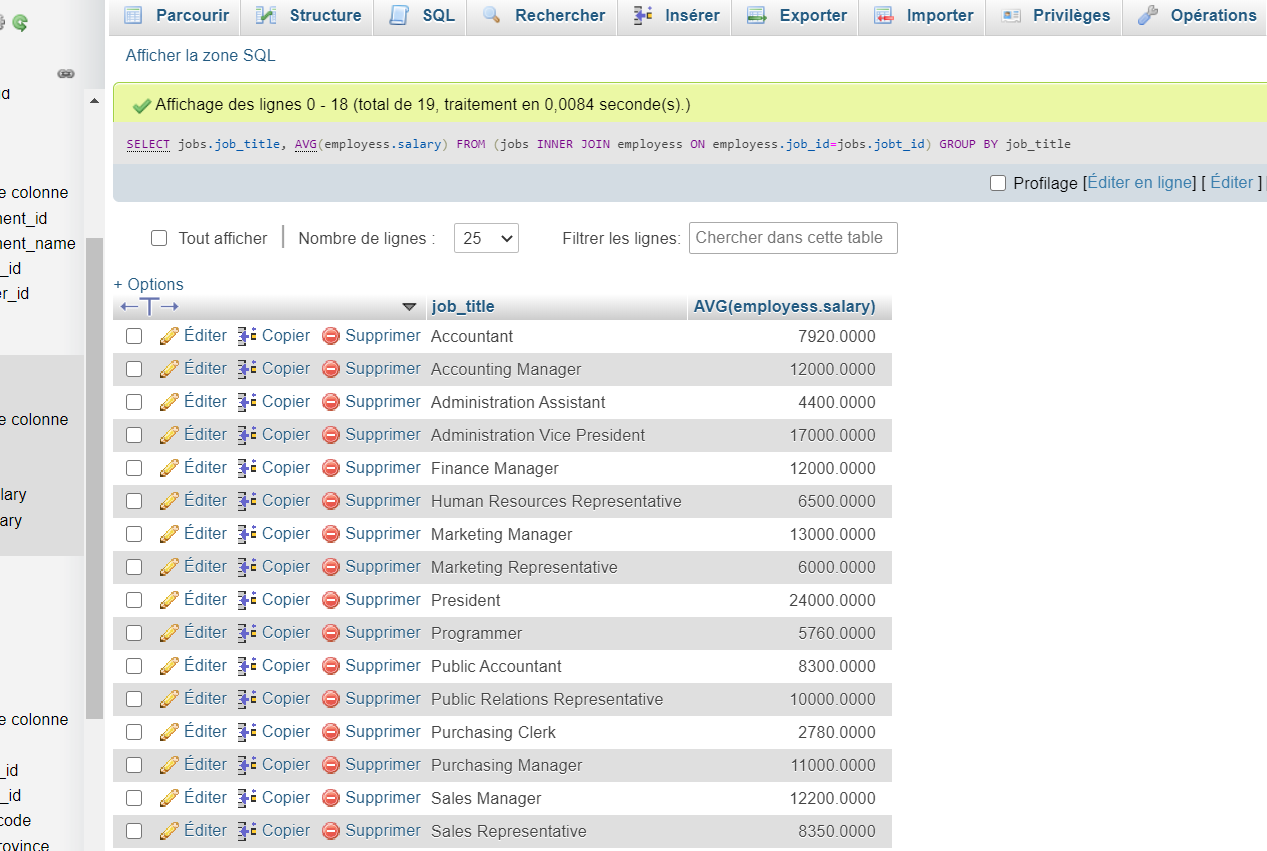 Parcourir Structure SQL Rechercher Insérer Exporter Importer Privilèges Opérations
Afficher la zone SQL
Affichage des lignes 0 - 18 (total de 19, traitement en 0,0084 seconde(s).)
SELECT jobs.job_title, AVG(employess.salary) FROM (jobs INNER JOIN employess ON employess.job_id=jobs.jobt_id) GROUP BY job_title
Profilage [Éditer en ligne] [ Éditer ]
Tout afficher Nombre de lignes : 25 Filtrer les lignes: Chercher dans cette table
+ Options
job_title AVG(employess.salary)
Éditer Copier Supprimer Accountant 7920.0000
Éditer Copier Supprimer Accounting Manager 12000.0000
Éditer Copier Supprimer Administration Assistant 4400.0000
Éditer Copier Supprimer Administration Vice President 17000.0000
Éditer Copier Supprimer Finance Manager 12000.0000
Éditer Copier Supprimer Human Resources Representative 6500.0000
Éditer Copier Supprimer Marketing Manager 13000.0000
Éditer Copier Supprimer Marketing Representative 6000.0000
Éditer Copier Supprimer President 24000.0000
Éditer Copier Supprimer Programmer 5760.0000
Éditer Copier Supprimer Public Accountant 8300.0000
Éditer Copier Supprimer Public Relations Representative 10000.0000
Éditer Copier Supprimer Purchasing Clerk 2780.0000
Éditer Copier Supprimer Purchasing Manager 11000.0000
Éditer Copier Supprimer Sales Manager 12200.0000
Éditer Copier Supprimer Sales Representative 8350.0000
d
e colonne
ent_id
ent_name
_id
r_id
e colonne
lary
ary
e colonne
_id
_id
code
rovince